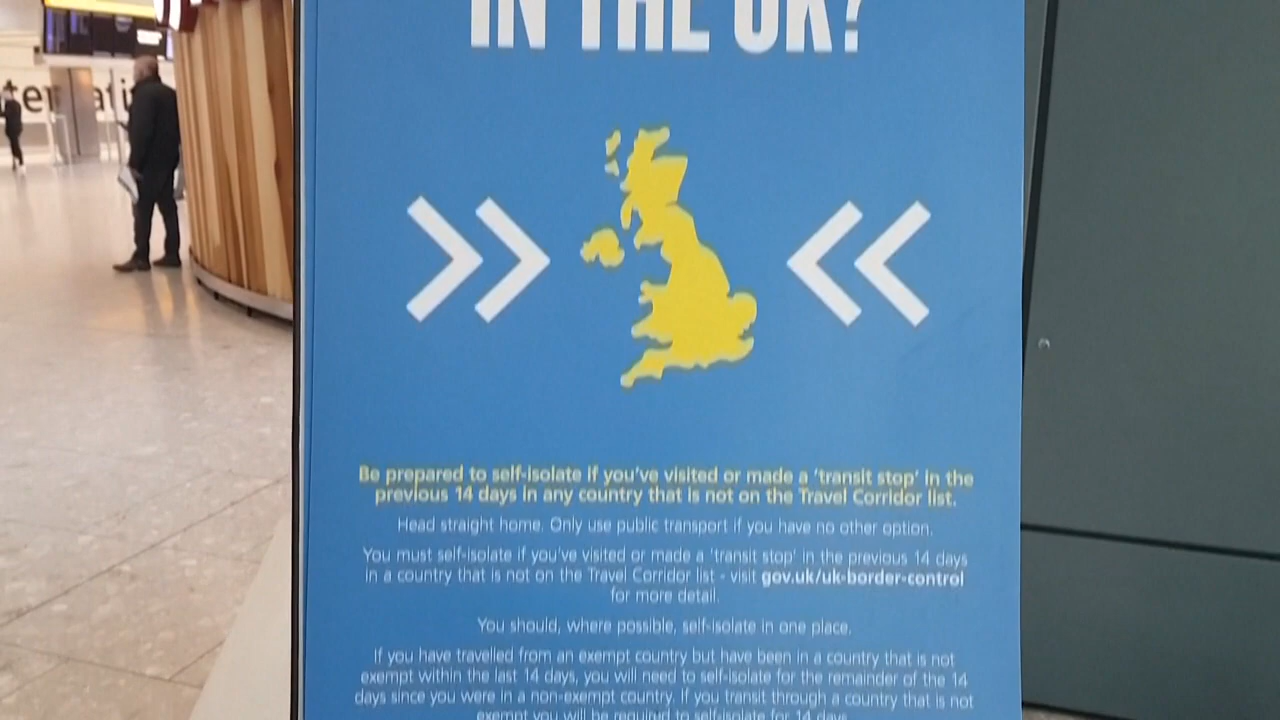 IN THE UK?
Be prepared to self-isolate if you've visited or made a 'transit stop' in the
previous 14 days in any country that is not on the Travel Corridor list.
Head straight home. Only use public transport if you have no other option.
You must self-isolate if you've visited or made a 'transit stop' in the previous 14 days
in a country that is not on the Travel Corridor list - visit gov.uk/uk-border-control
for more detail.
You should, where possible, self-isolate in one place.
If you have travelled from an exempt country but have been in a country that is not
exempt within the last 14 days, you will need to self-isolate for the remainder of the 14
days since you were in a non-exempt country. If you transit through a country that is not
exempt you will be required to self-isolate for 14 days.